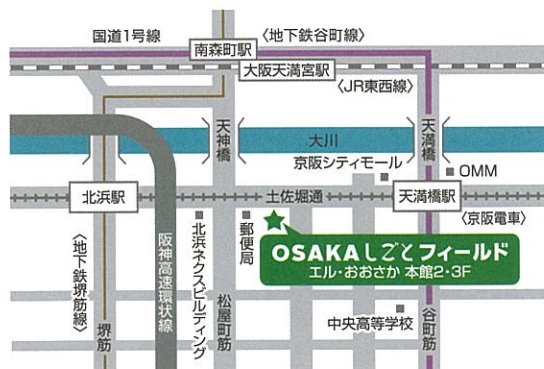 国道1号線
〈地下鉄谷町線〉
南森町駅
大阪天満宮駅
〈JR東西線〉
天神橋
大川
天満橋
京阪シティモール
OMM
北浜駅
土佐堀通
天満橋駅
〈京阪電車〉
〈地下鉄堺筋線〉
阪神高速環状線
北浜ネクスビルディング
郵便局
OSAKAしごとフィールド
エル・おおさか 本館2・3F
堺筋
松屋町筋
中央高等学校
谷町筋